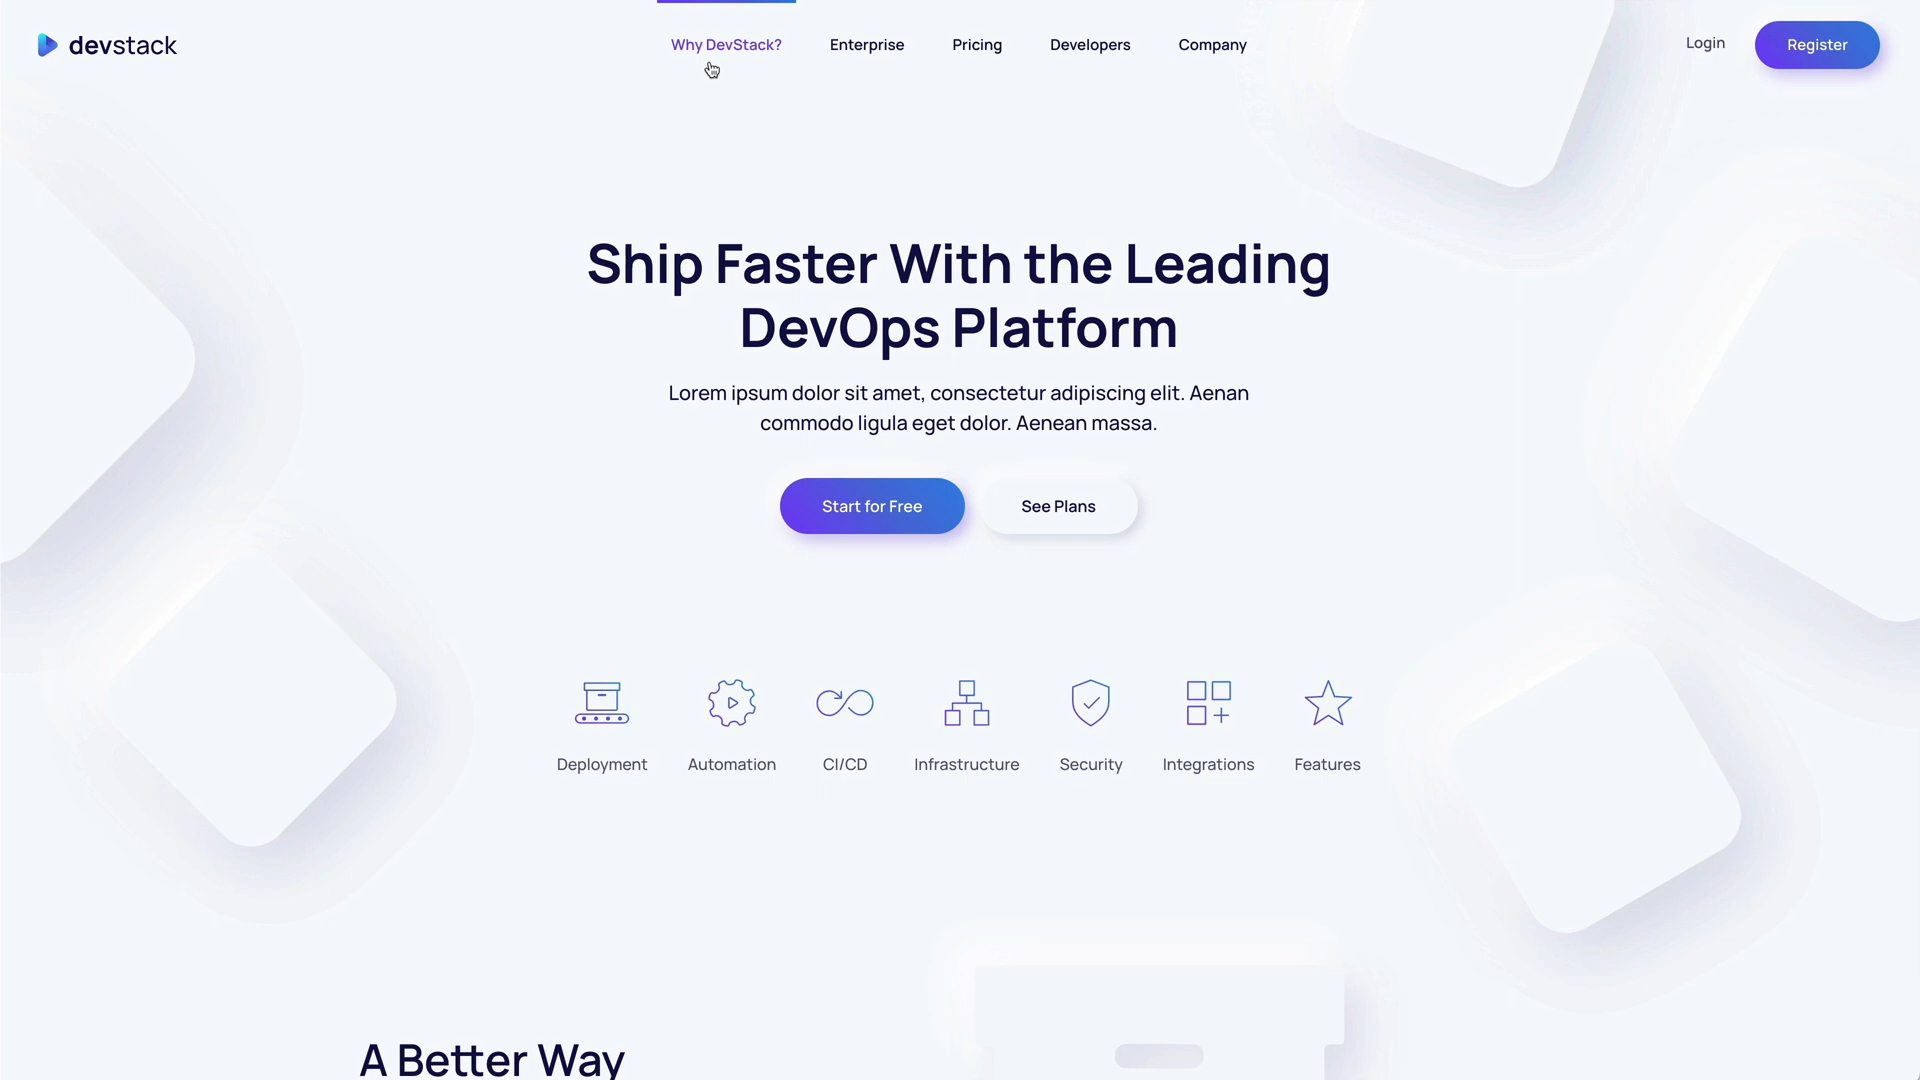 devstack
Why DevStack?
Enterprise
Pricing
Developers
Company
Login
Register
Ship Faster With the Leading
DevOps Platform
Lorem ipsum dolor sit amet, consectetur adipiscing elit. Aenan
commodo ligula eget dolor. Aenean massa.
Start for Free
See Plans
Deployment
Automation
CI/CD
Infrastructure
Security
Integrations
Features
A Better Way